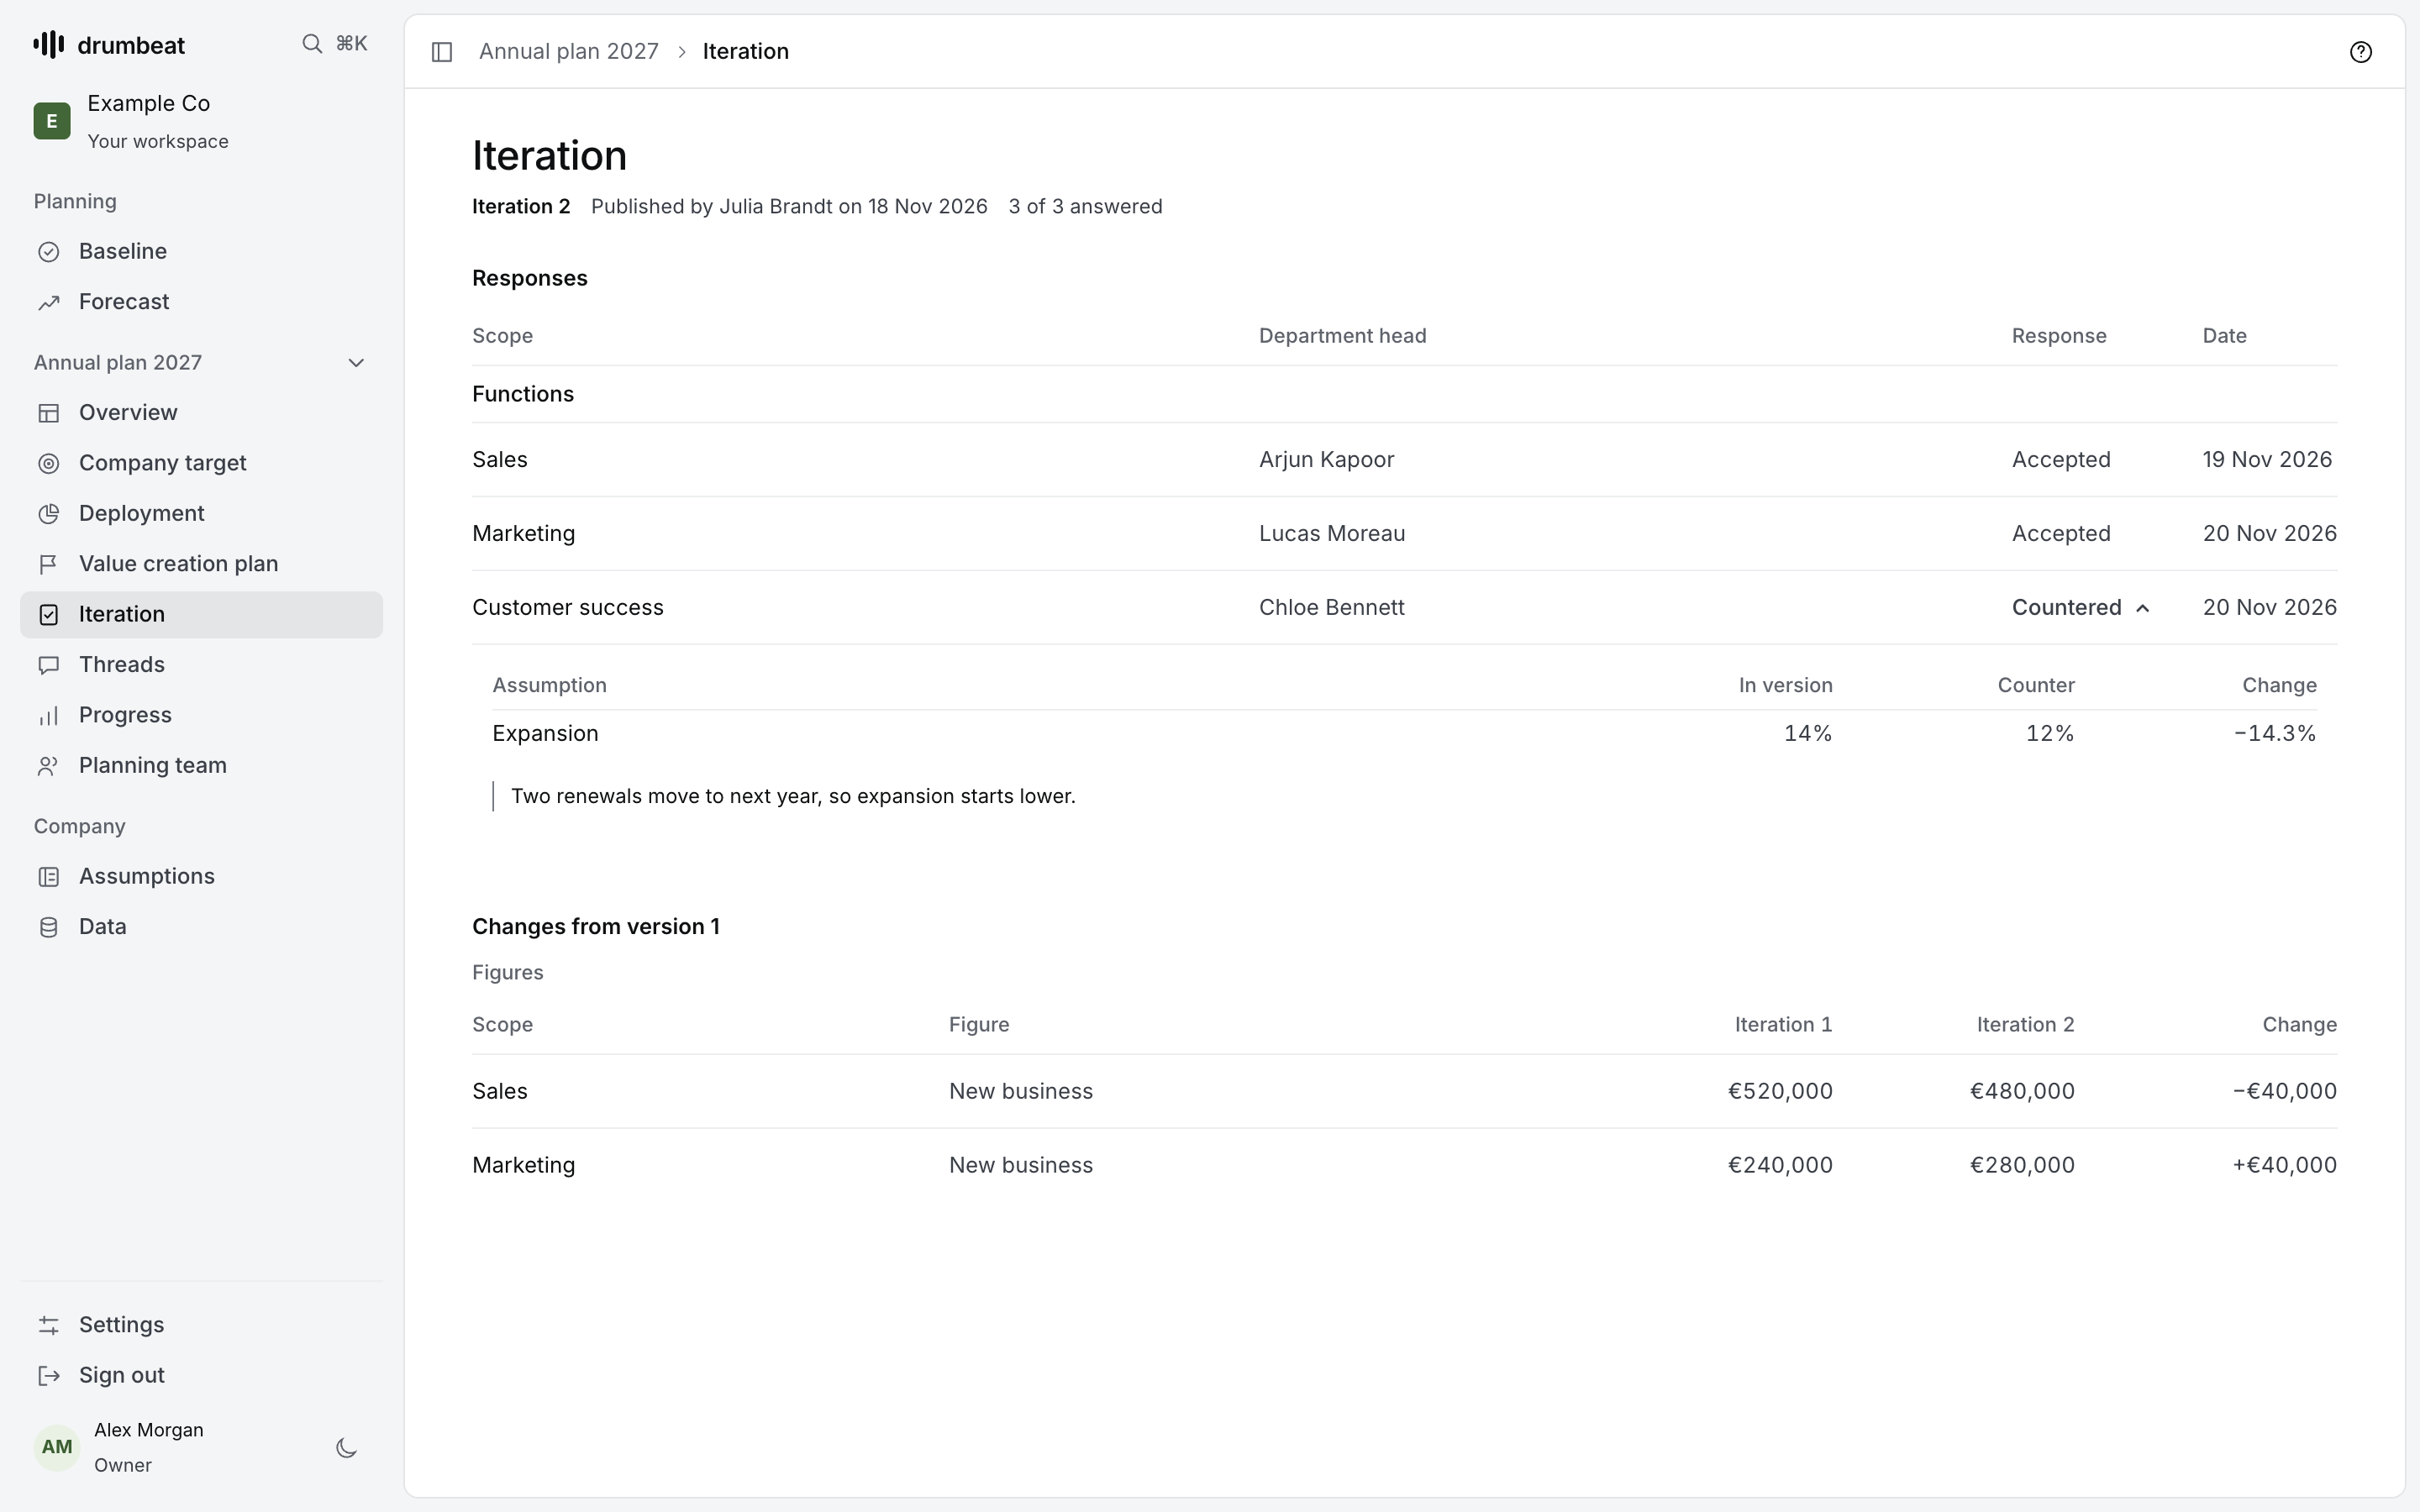 drumbeat ⌘K
E Example Co
Your workspace
Planning
Baseline
Forecast
Annual plan 2027
Overview
Company target
Deployment
Value creation plan
Iteration
Threads
Progress
Planning team
Company
Assumptions
Data
Settings
Sign out
AM Alex Morgan
Owner
Annual plan 2027 > Iteration
Iteration
Iteration 2 Published by Julia Brandt on 18 Nov 2026 3 of 3 answered
Responses
Scope Department head Response Date
Functions
Sales Arjun Kapoor Accepted 19 Nov 2026
Marketing Lucas Moreau Accepted 20 Nov 2026
Customer success Chloe Bennett Countered 20 Nov 2026
Assumption In version Counter Change
Expansion 14% 12% −14.3%
Two renewals move to next year, so expansion starts lower.
Changes from version 1
Figures
Scope Figure Iteration 1 Iteration 2 Change
Sales New business €520,000 €480,000 −€40,000
Marketing New business €240,000 €280,000 +€40,000